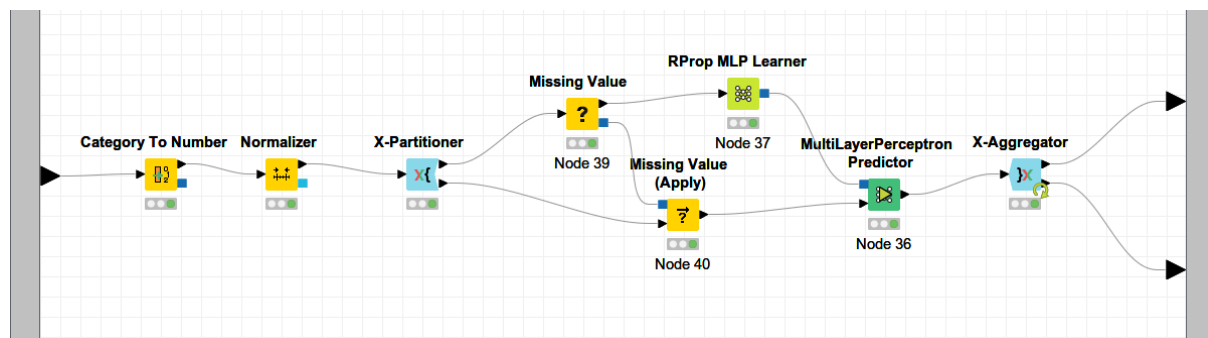 RProp MLP Learner
Missing Value
?
Node 37
Category To Number
Normalizer
X-Partitioner
Node 39
MultiLayerPerceptron
Predictor
X-Aggregator
Missing Value
(Apply)
X{
}X
?
Node 36
Node 40